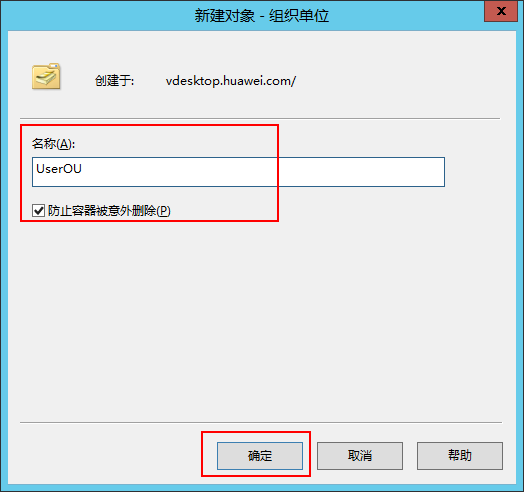 新建对象 - 组织单位
创建于: vdesktop.huawei.com/
名称(A):
UserOU
防止容器被意外删除(P)
确定 取消 帮助